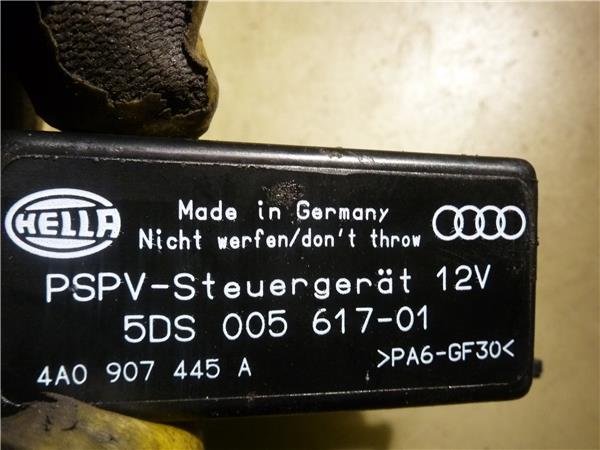 HELLA
Made in Germany
Nicht werfen/don't throw
PSPV-Steuergerät 12V
5DS 005 617-01
4A0 907 445 A >PA6-GF30<